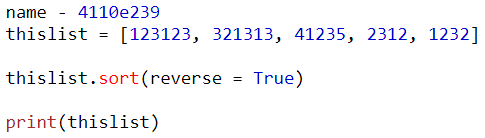 name - 4110e239
thislist = [123123, 321313, 41235, 2312, 1232]
thislist.sort(reverse = True)
print(thislist)